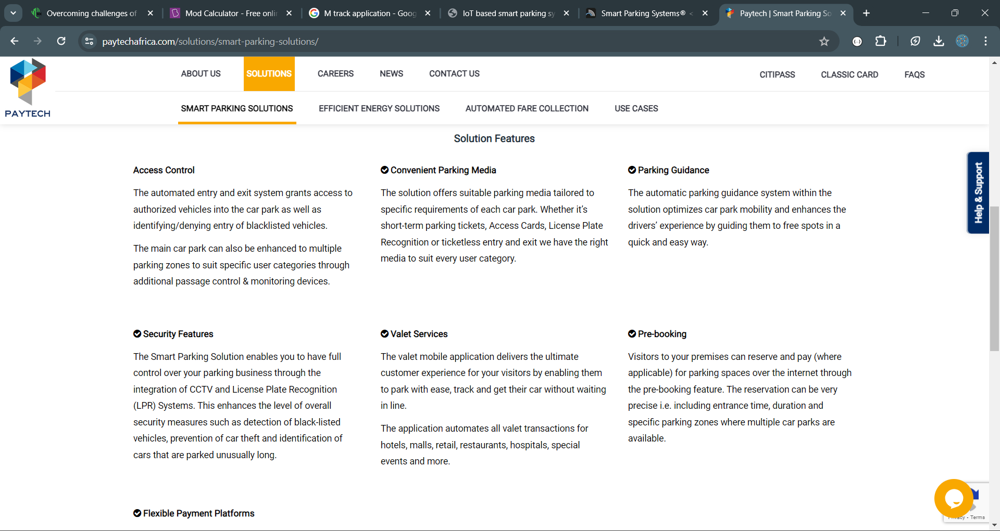 Overcoming challenges of
Mod Calculator - Free onli
M track application - Goog
IoT based smart parking sy
Smart Parking Systems® <
Paytech | Smart Parking So
paytechafrica.com/solutions/smart-parking-solutions/
PAYTECH
ABOUT US
SOLUTIONS
CAREERS
NEWS
CONTACT US
CITIPASS
CLASSIC CARD
FAQS
SMART PARKING SOLUTIONS
EFFICIENT ENERGY SOLUTIONS
AUTOMATED FARE COLLECTION
USE CASES
Solution Features
Access Control
The automated entry and exit system grants access to
authorized vehicles into the car park as well as
identifying/denying entry of blacklisted vehicles.
The main car park can also be enhanced to multiple
parking zones to suit specific user categories through
additional passage control & monitoring devices.
Convenient Parking Media
The solution offers suitable parking media tailored to
specific requirements of each car park. Whether it's
short-term parking tickets, Access Cards, License Plate
Recognition or ticketless entry and exit we have the right
media to suit every user category.
Parking Guidance
The automatic parking guidance system within the
solution optimizes car park mobility and enhances the
drivers' experience by guiding them to free spots in a
quick and easy way.
Help & Support
Security Features
The Smart Parking Solution enables you to have full
control over your parking business through the
integration of CCTV and License Plate Recognition
(LPR) Systems. This enhances the level of overall
security measures such as detection of black-listed
vehicles, prevention of car theft and identification of
cars that are parked unusually long.
Valet Services
The valet mobile application delivers the ultimate
customer experience for your visitors by enabling them
to park with ease, track and get their car without waiting
in line.
The application automates all valet transactions for
hotels, malls, retail, restaurants, hospitals, special
events and more.
Pre-booking
Visitors to your premises can reserve and pay (where
applicable) for parking spaces over the internet through
the pre-booking feature. The reservation can be very
precise i.e. including entrance time, duration and
specific parking zones where multiple car parks are
available.
Flexible Payment Platforms
Privacy - Terms